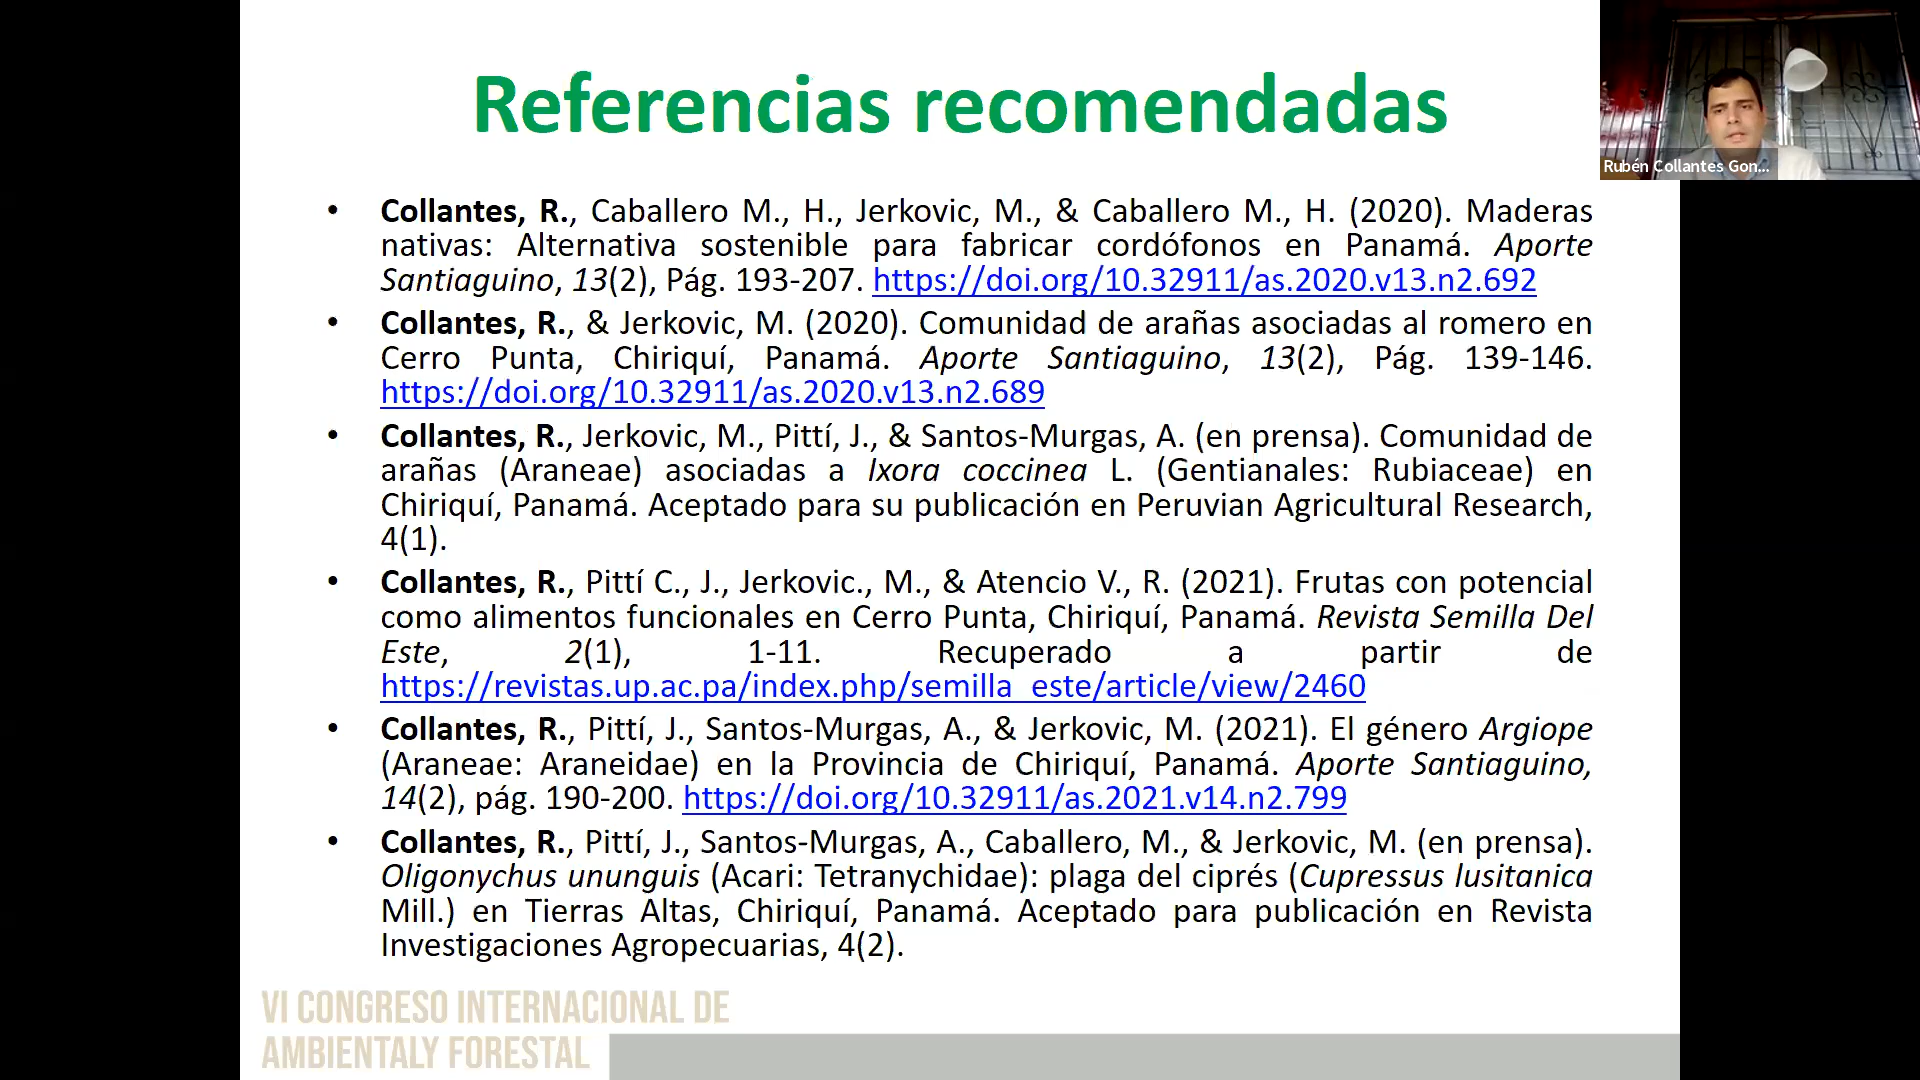 Referencias recomendadas
Rubén Collantes Gon...
• Collantes, R., Caballero M., H., Jerkovic, M., & Caballero M., H. (2020). Maderas
nativas: Alternativa sostenible para fabricar cordófonos en Panamá. Aporte
Santiaguino, 13(2), Pág. 193-207. https://doi.org/10.32911/as.2020.v13.n2.692
• Collantes, R., & Jerkovic, M. (2020). Comunidad de arañas asociadas al romero en
Cerro Punta, Chiriquí, Panamá. Aporte Santiaguino, 13(2), Pág. 139-146.
https://doi.org/10.32911/as.2020.v13.n2.689
• Collantes, R., Jerkovic, M., Pittí, J., & Santos-Murgas, A. (en prensa). Comunidad de
arañas (Araneae) asociadas a Ixora coccinea L. (Gentianales: Rubiaceae) en
Chiriquí, Panamá. Aceptado para su publicación en Peruvian Agricultural Research,
4(1).
• Collantes, R., Pittí C., J., Jerkovic., M., & Atencio V., R. (2021). Frutas con potencial
como alimentos funcionales en Cerro Punta, Chiriquí, Panamá. Revista Semilla Del
Este, 2(1), 1-11. Recuperado a partir de
https://revistas.up.ac.pa/index.php/semilla_este/article/view/2460
• Collantes, R., Pittí, J., Santos-Murgas, A., & Jerkovic, M. (2021). El género Argiope
(Araneae: Araneidae) en la Provincia de Chiriquí, Panamá. Aporte Santiaguino,
14(2), pág. 190-200. https://doi.org/10.32911/as.2021.v14.n2.799
• Collantes, R., Pittí, J., Santos-Murgas, A., Caballero, M., & Jerkovic, M. (en prensa).
Oligonychus ununguis (Acari: Tetranychidae): plaga del ciprés (Cupressus lusitanica
Mill.) en Tierras Altas, Chiriquí, Panamá. Aceptado para publicación en Revista
Investigaciones Agropecuarias, 4(2).
VI CONGRESO INTERNACIONAL DE
AMBIENTALY FORESTAL